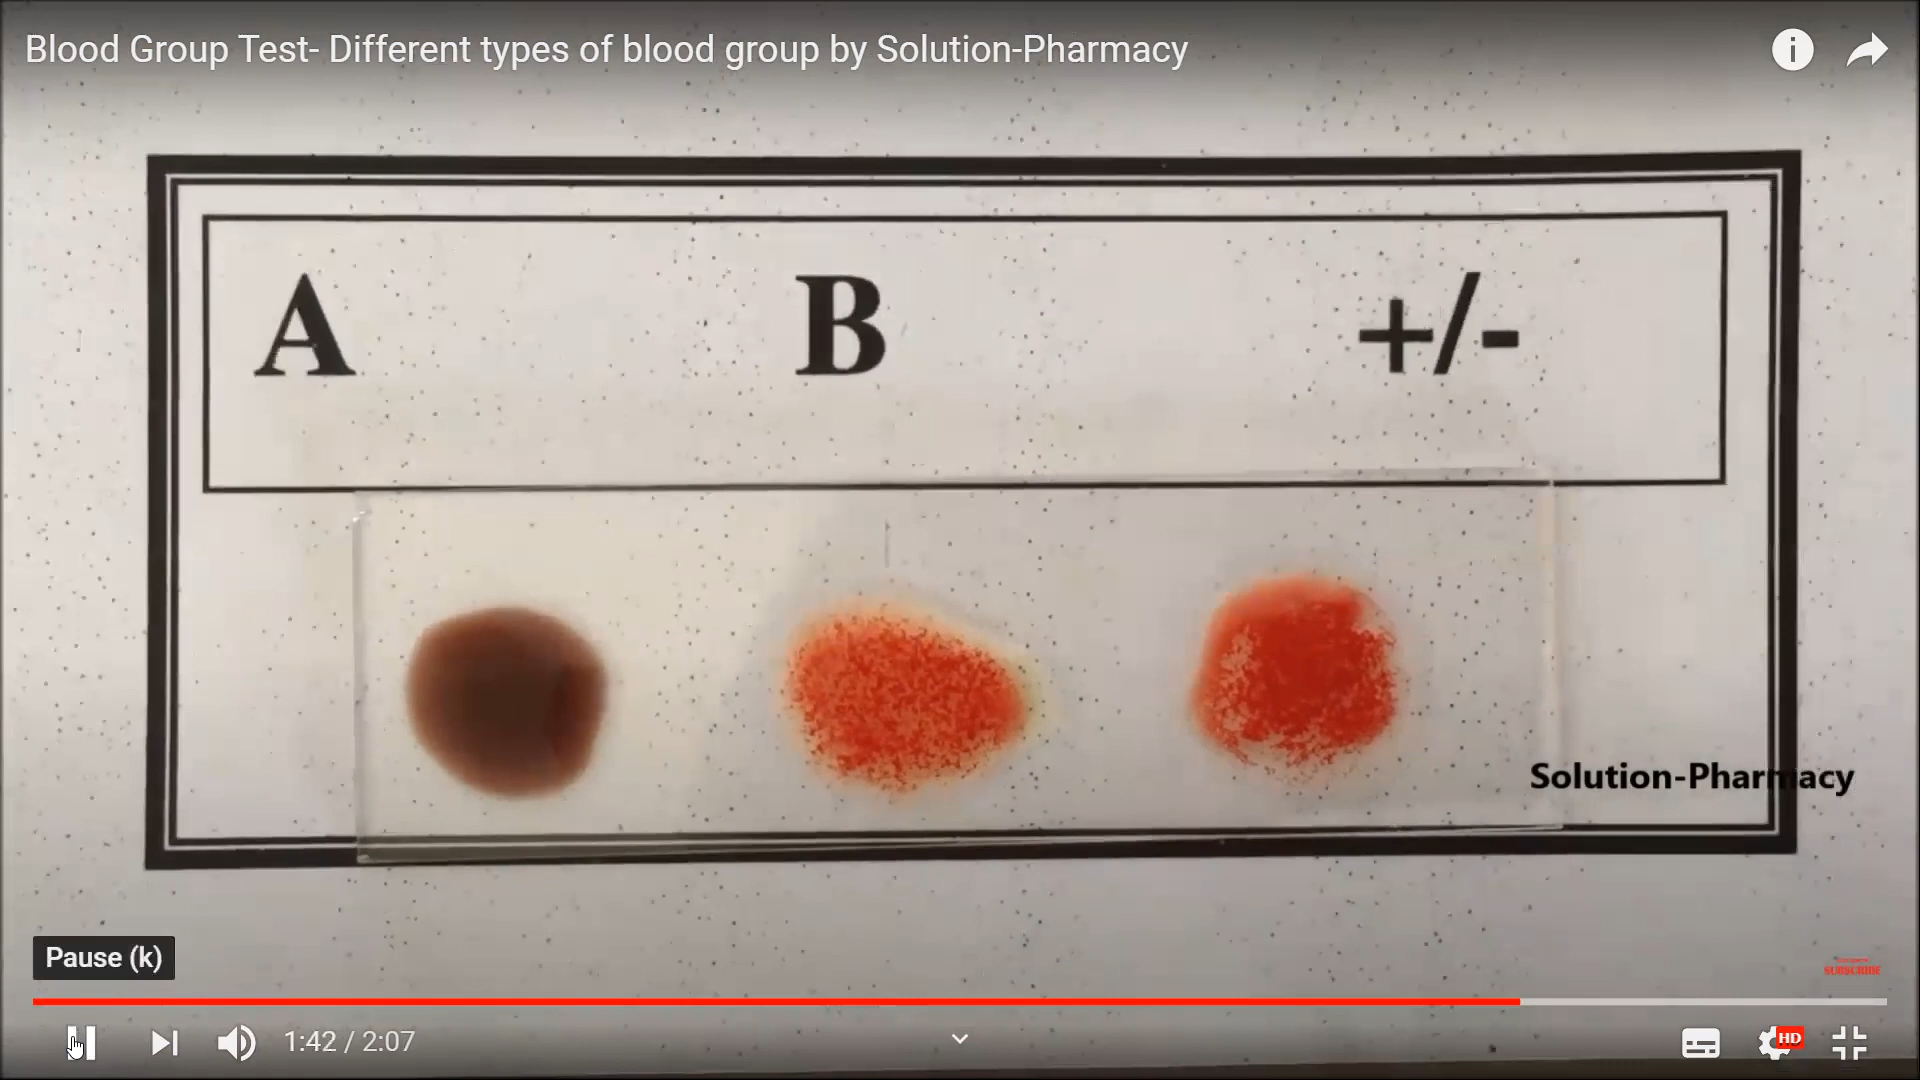 Blood Group Test- Different types of blood group by Solution-Pharmacy
A B +/-
Solution-Pharmacy
Pause (k)
SUBSCRIBE
1:42 / 2:07
HD